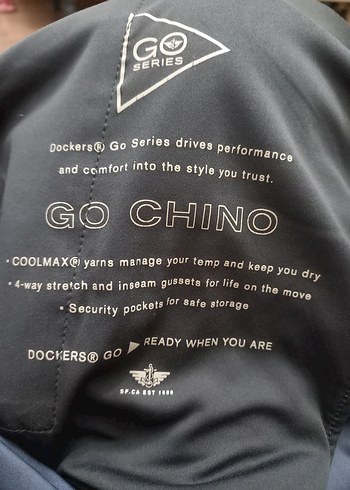 GO
SERIES
Dockers® Go Series drives performance
and comfort into the style you trust.
GO CHINO
• COOLMAX® yarns manage your temp and keep you dry
• 4-way stretch and inseam gussets for life on the move
• Security pockets for safe storage
DOCKERS® GO ▶ READY WHEN YOU ARE
SF.CA EST 1986